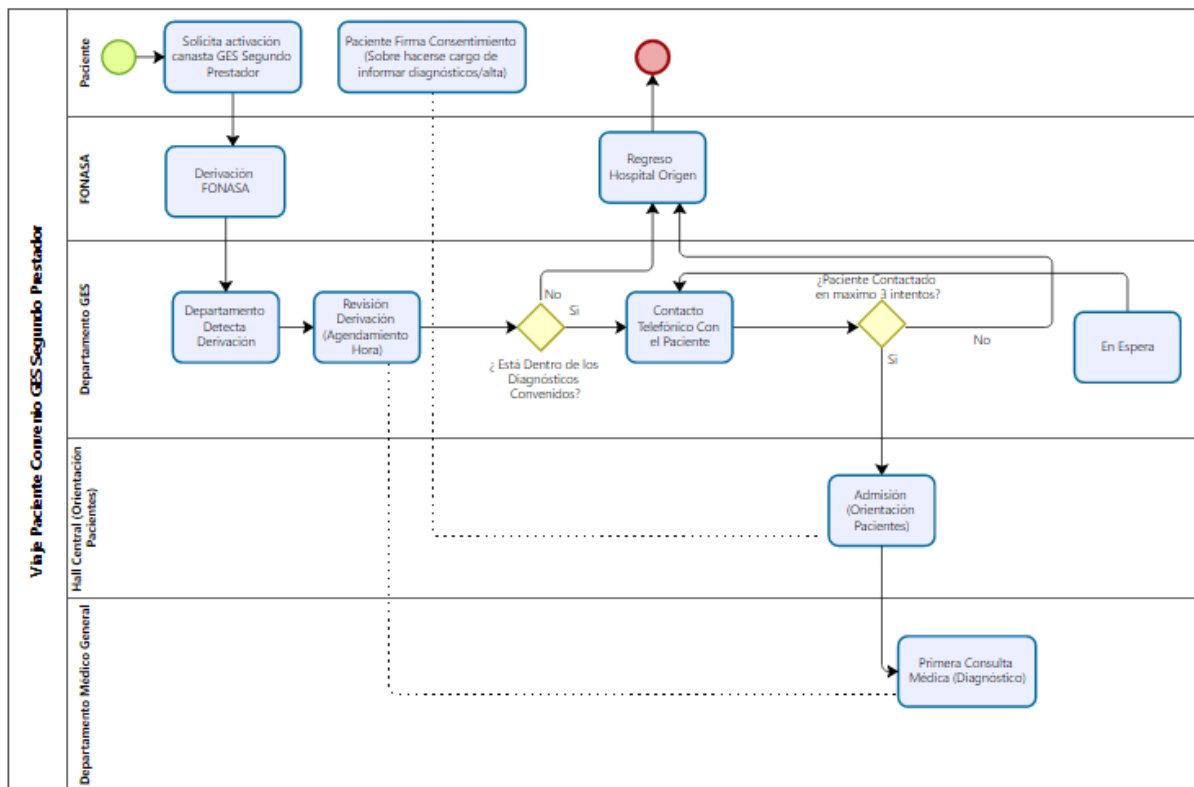 Viaje Paciente Convenio GES Segundo Prestador
Paciente
Solicita activación
canasta GES Segundo
Prestador
Paciente Firma Consentimiento
(Sobre hacerse cargo de
informar diagnósticos/alta)
FONASA
Derivación
FONASA
Regreso
Hospital Origen
Departamento GES
Departamento
Detecta
Derivación
Revisión
Derivación
(Agendamiento
Hora)
No
Si
¿ Está Dentro de los
Diagnósticos
Convenidos?
Contacto
Telefónico Con
el Paciente
¿Paciente Contactado
en maximo 3 intentos?
No
Si
En Espera
Hall Central (Orientación
Pacientes)
Admisión
(Orientación
Pacientes)
Departamento Médico General
Primera Consulta
Médica (Diagnóstico)